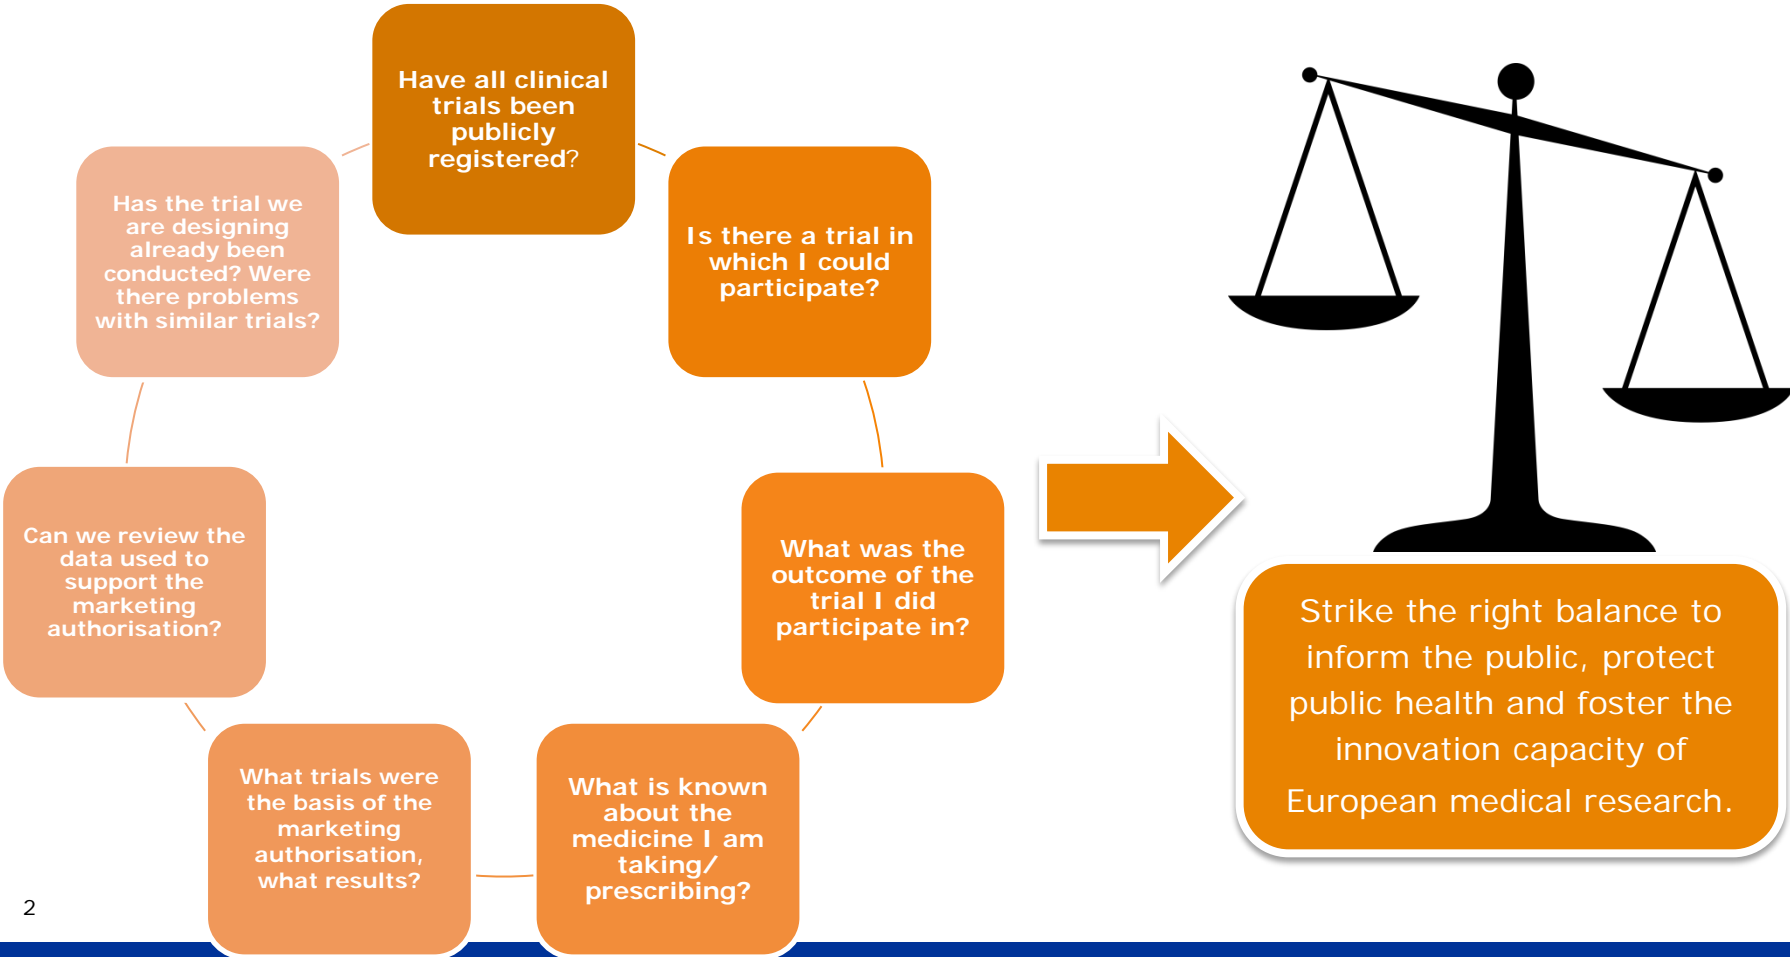 Have all clinical
trials been
publicly
registered?
Is there a trial in
which I could
participate?
What was the
outcome of the
trial I did
participate in?
What is known
about the
medicine I am
taking/
prescribing?
What trials were
the basis of the
marketing
authorisation,
what results?
Can we review the
data used to
support the
marketing
authorisation?
Has the trial we
are designing
already been
conducted? Were
there problems
with similar trials?
Strike the right balance to
inform the public, protect
public health and foster the
innovation capacity of
European medical research.
2